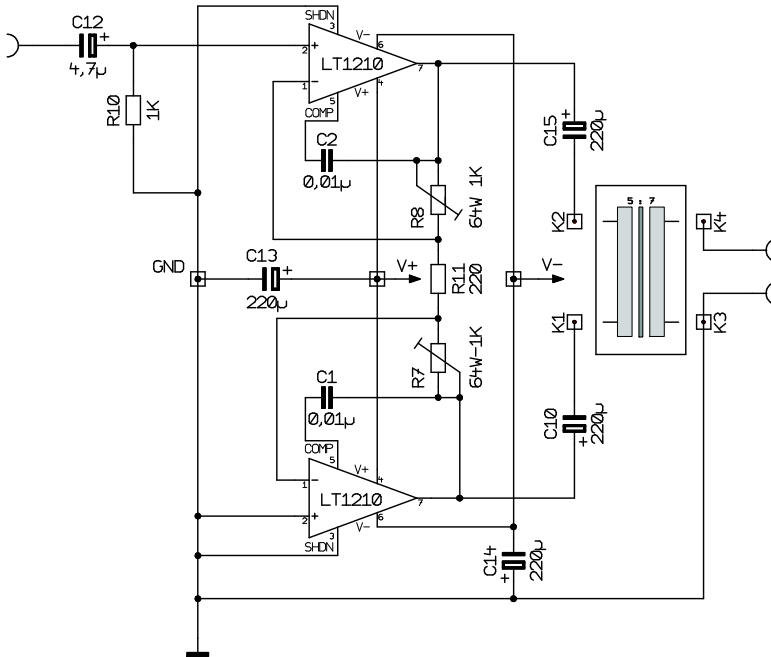 C12
+
4,7µ
R10
1K
SHDN
3
V-
6
2
+
LT1210
7
1
-
4
5
V+
COMP
C2
0,01µ
R8
64W 1K
C15
+
220µ
K2
5 : 7
K4
GND
C13
+
220µ
V+
R11
220
V-
K1
K3
R7
64W-1K
C1
0,01µ
C10
220µ
+
COMP
5
V+
4
1
-
LT1210
7
2
+
6
V-
3
SHDN
C14
220µ
+